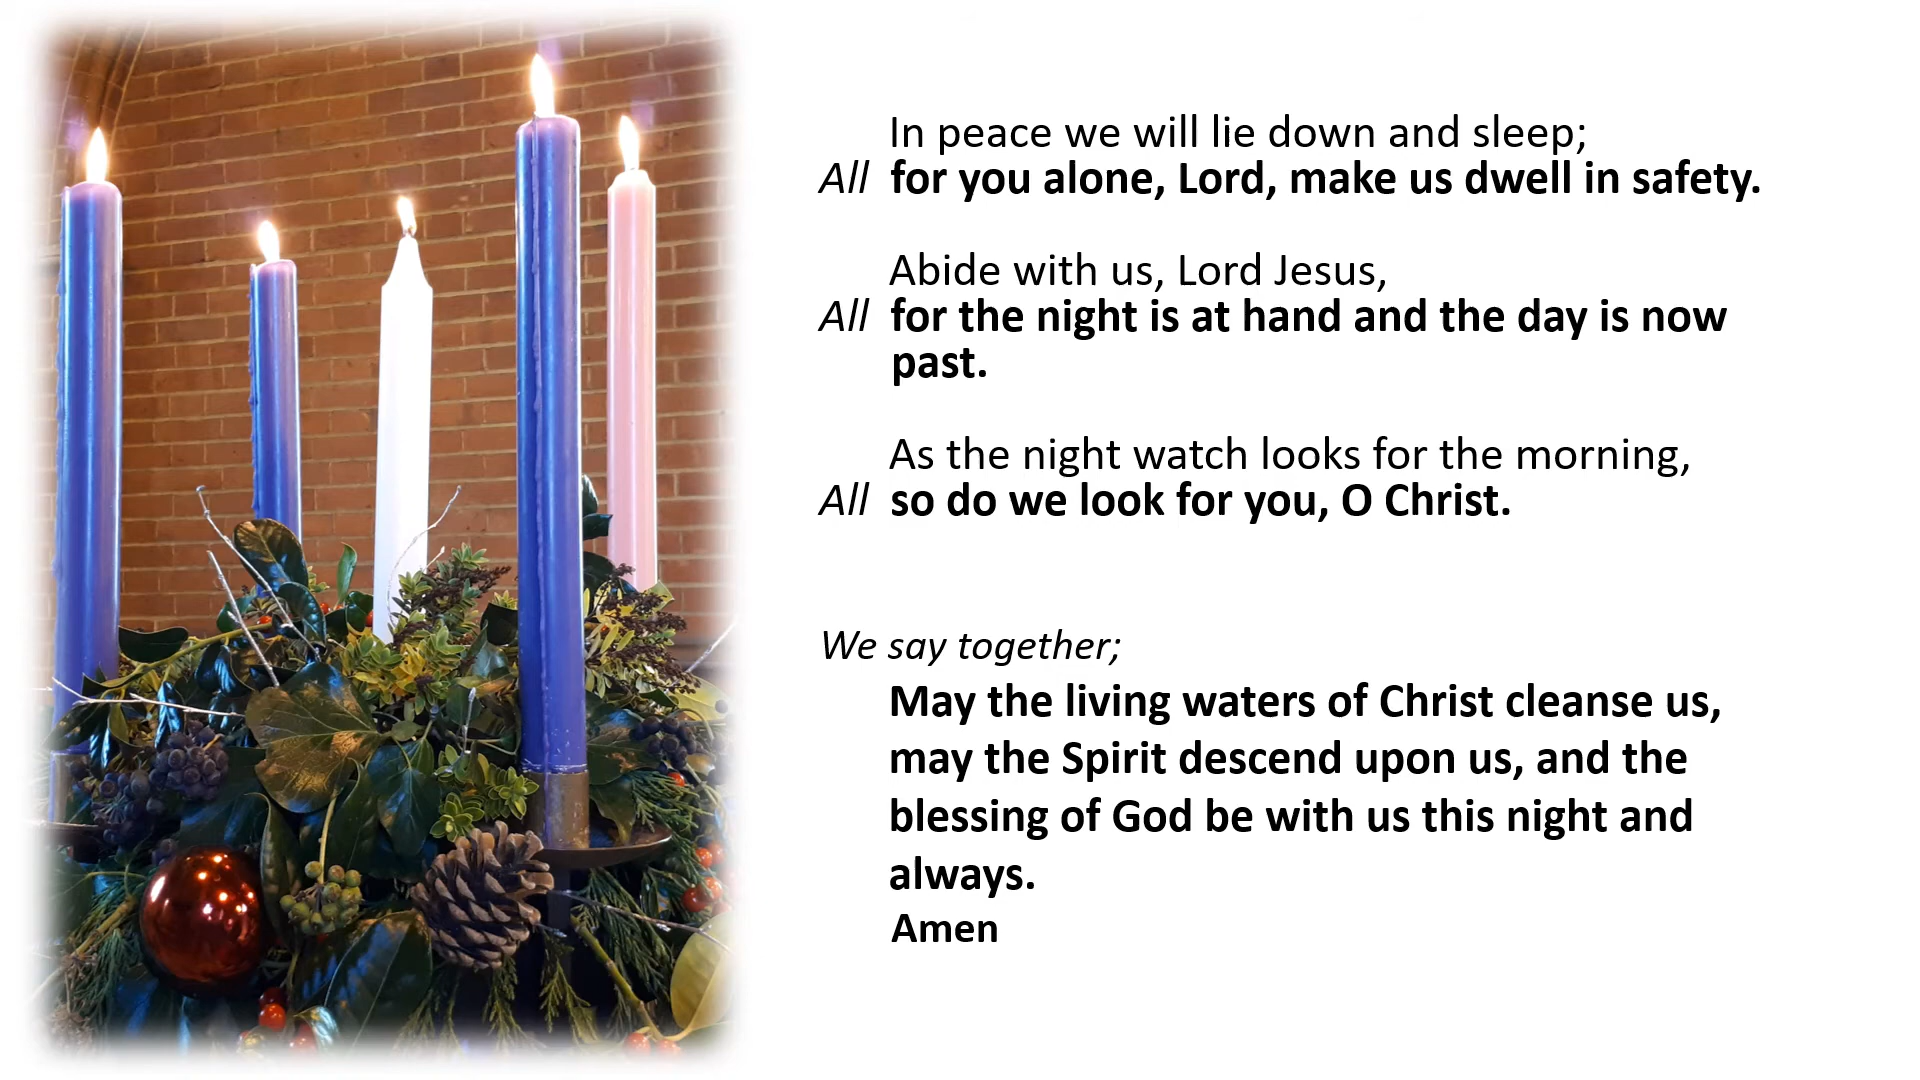 In peace we will lie down and sleep;
All for you alone, Lord, make us dwell in safety.
Abide with us, Lord Jesus,
All for the night is at hand and the day is now
past.
As the night watch looks for the morning,
All so do we look for you, O Christ.
We say together;
May the living waters of Christ cleanse us,
may the Spirit descend upon us, and the
blessing of God be with us this night and
always.
Amen